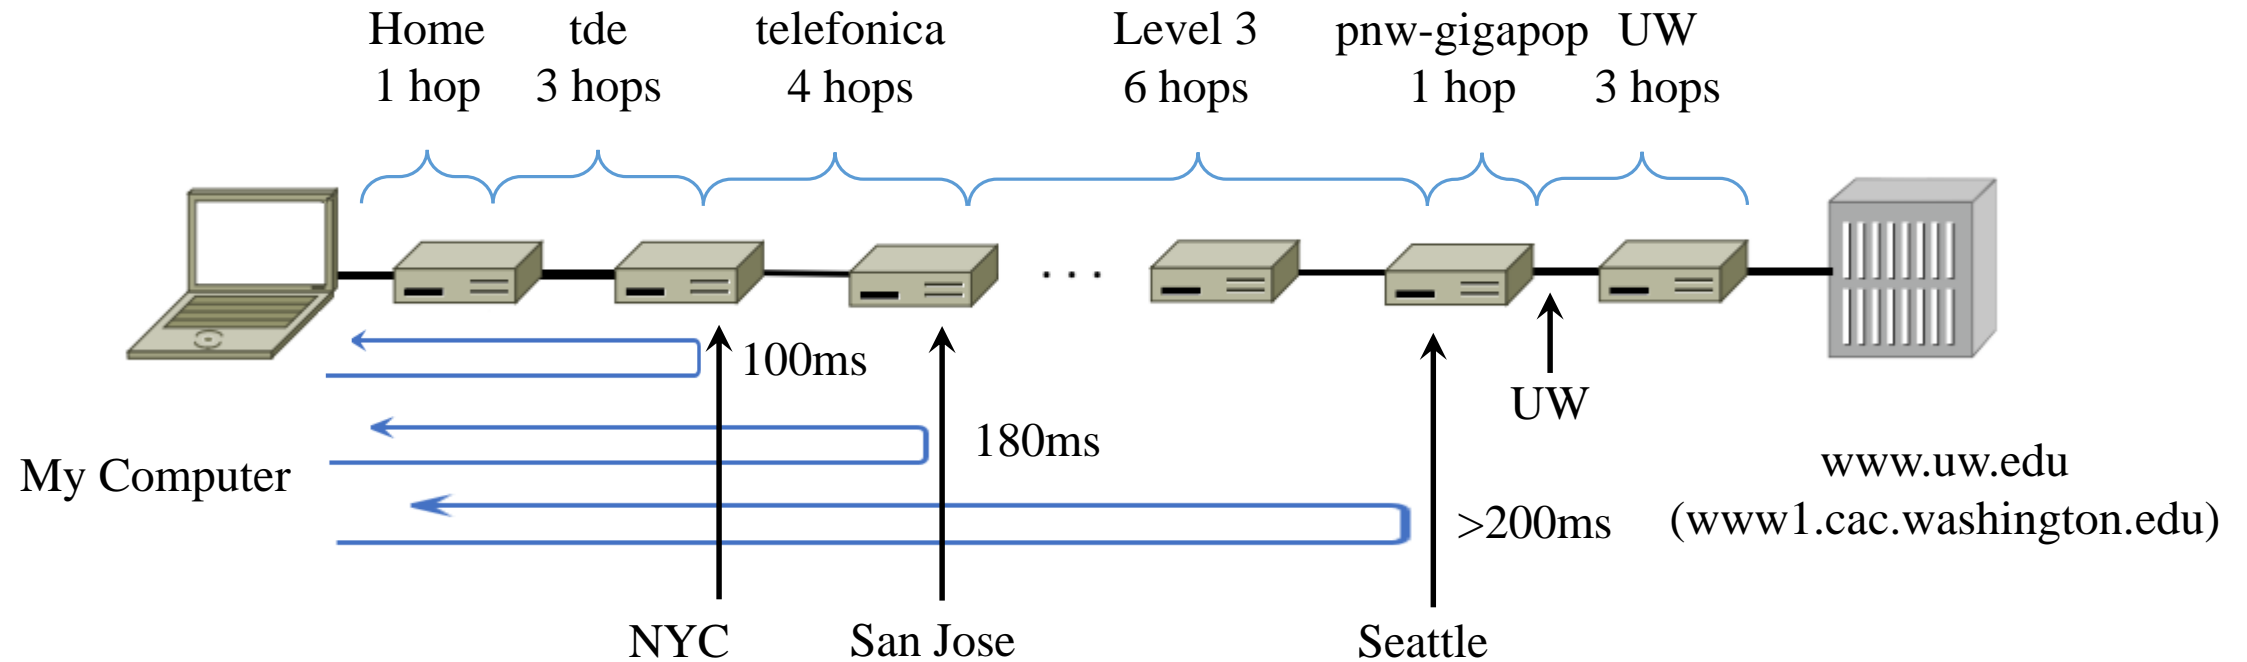 Home tde telefonica Level 3 pnw-gigapop UW
1 hop 3 hops 4 hops 6 hops 1 hop 3 hops
. . .
100ms
UW
180ms
My Computer
www.uw.edu
>200ms
(www1.cac.washington.edu)
NYC San Jose Seattle